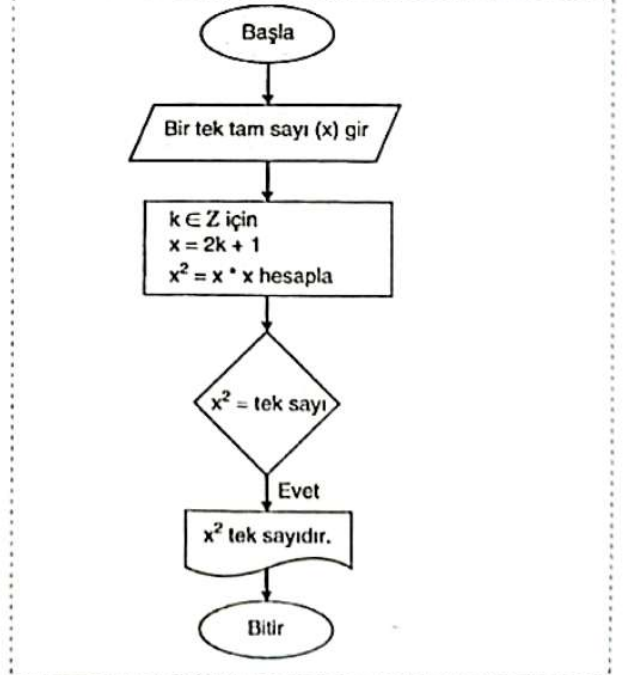 Başla
Bir tek tam sayı (x) gir
k ∈ Z için
x = 2k + 1
x² = x * x hesapla
x² = tek sayı
Evet
x² tek sayıdır.
Bitir